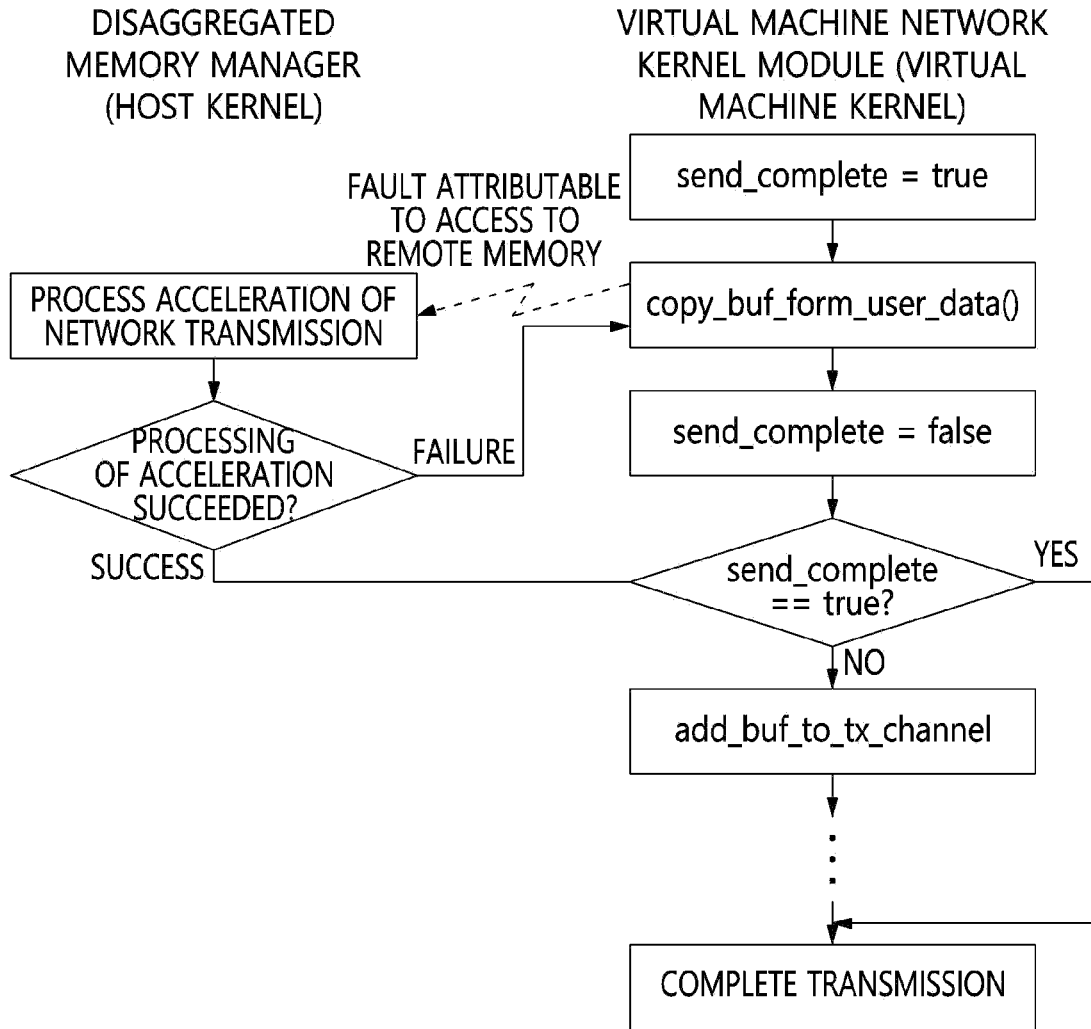 DISAGGREGATED
MEMORY MANAGER
(HOST KERNEL)
VIRTUAL MACHINE NETWORK
KERNEL MODULE (VIRTUAL
MACHINE KERNEL)
send_complete = true
FAULT ATTRIBUTABLE
TO ACCESS TO
REMOTE MEMORY
PROCESS ACCELERATION OF
NETWORK TRANSMISSION
copy_buf_form_user_data()
PROCESSING
OF ACCELERATION
SUCCEEDED?
FAILURE
send_complete = false
SUCCESS
send_complete
== true?
YES
NO
add_buf_to_tx_channel
COMPLETE TRANSMISSION